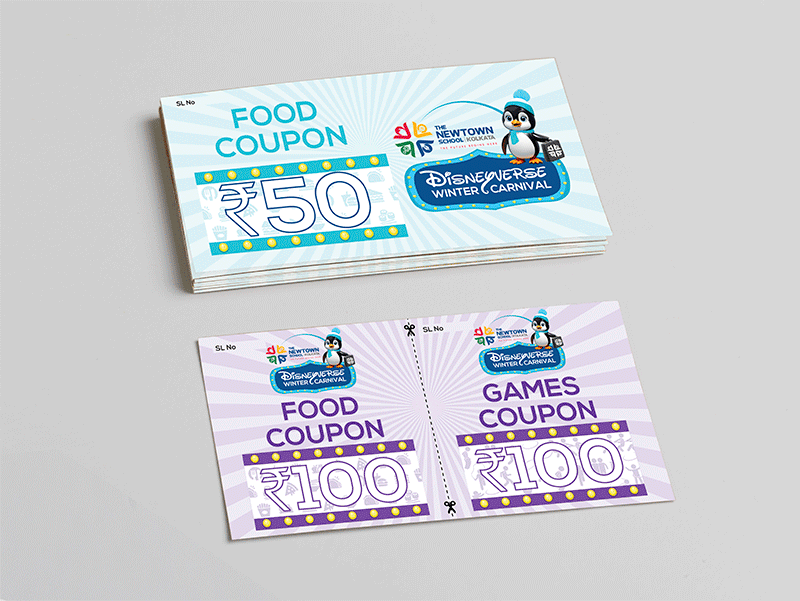 SL No
FOOD
COUPON
₹50
THE
NEWTOWN
SCHOOL KOLKATA
THE FUTURE BEGINS HERE
DISNEYVERSE
WINTER CARNIVAL
SL No
THE
NEWTOWN
SCHOOL KOLKATA
DISNEYVERSE
WINTER CARNIVAL
FOOD
COUPON
₹100
SL No
THE
NEWTOWN
SCHOOL KOLKATA
DISNEYVERSE
WINTER CARNIVAL
GAMES
COUPON
₹100